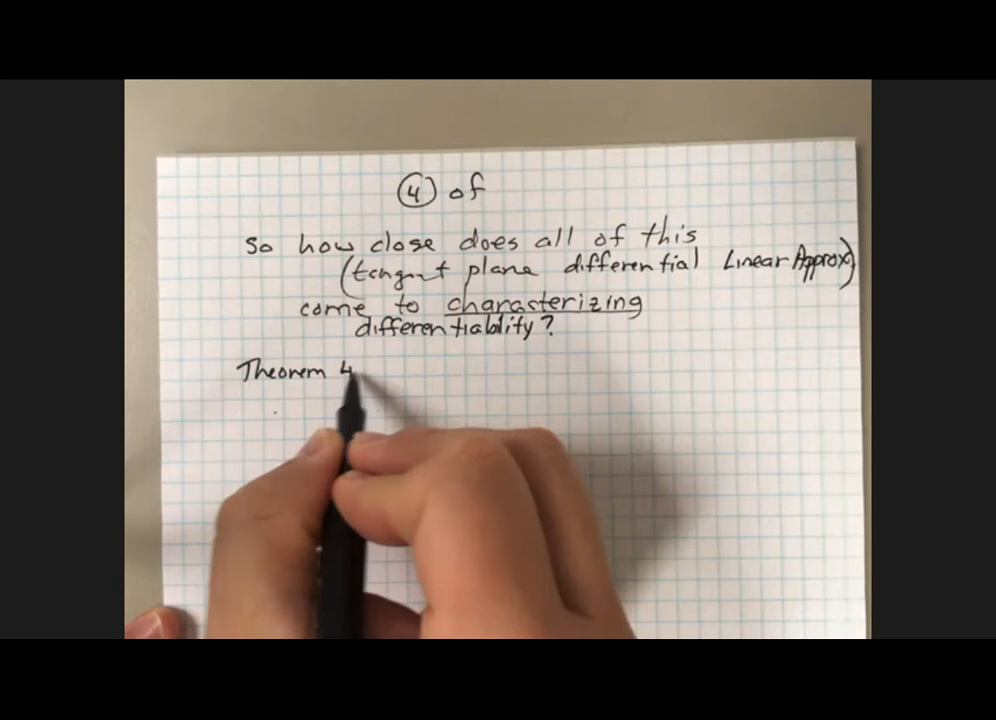 ④ of
so how close does all of this
(tangent plane differential Linear Approx)
come to characterizing
differentiability?
Theorem 4